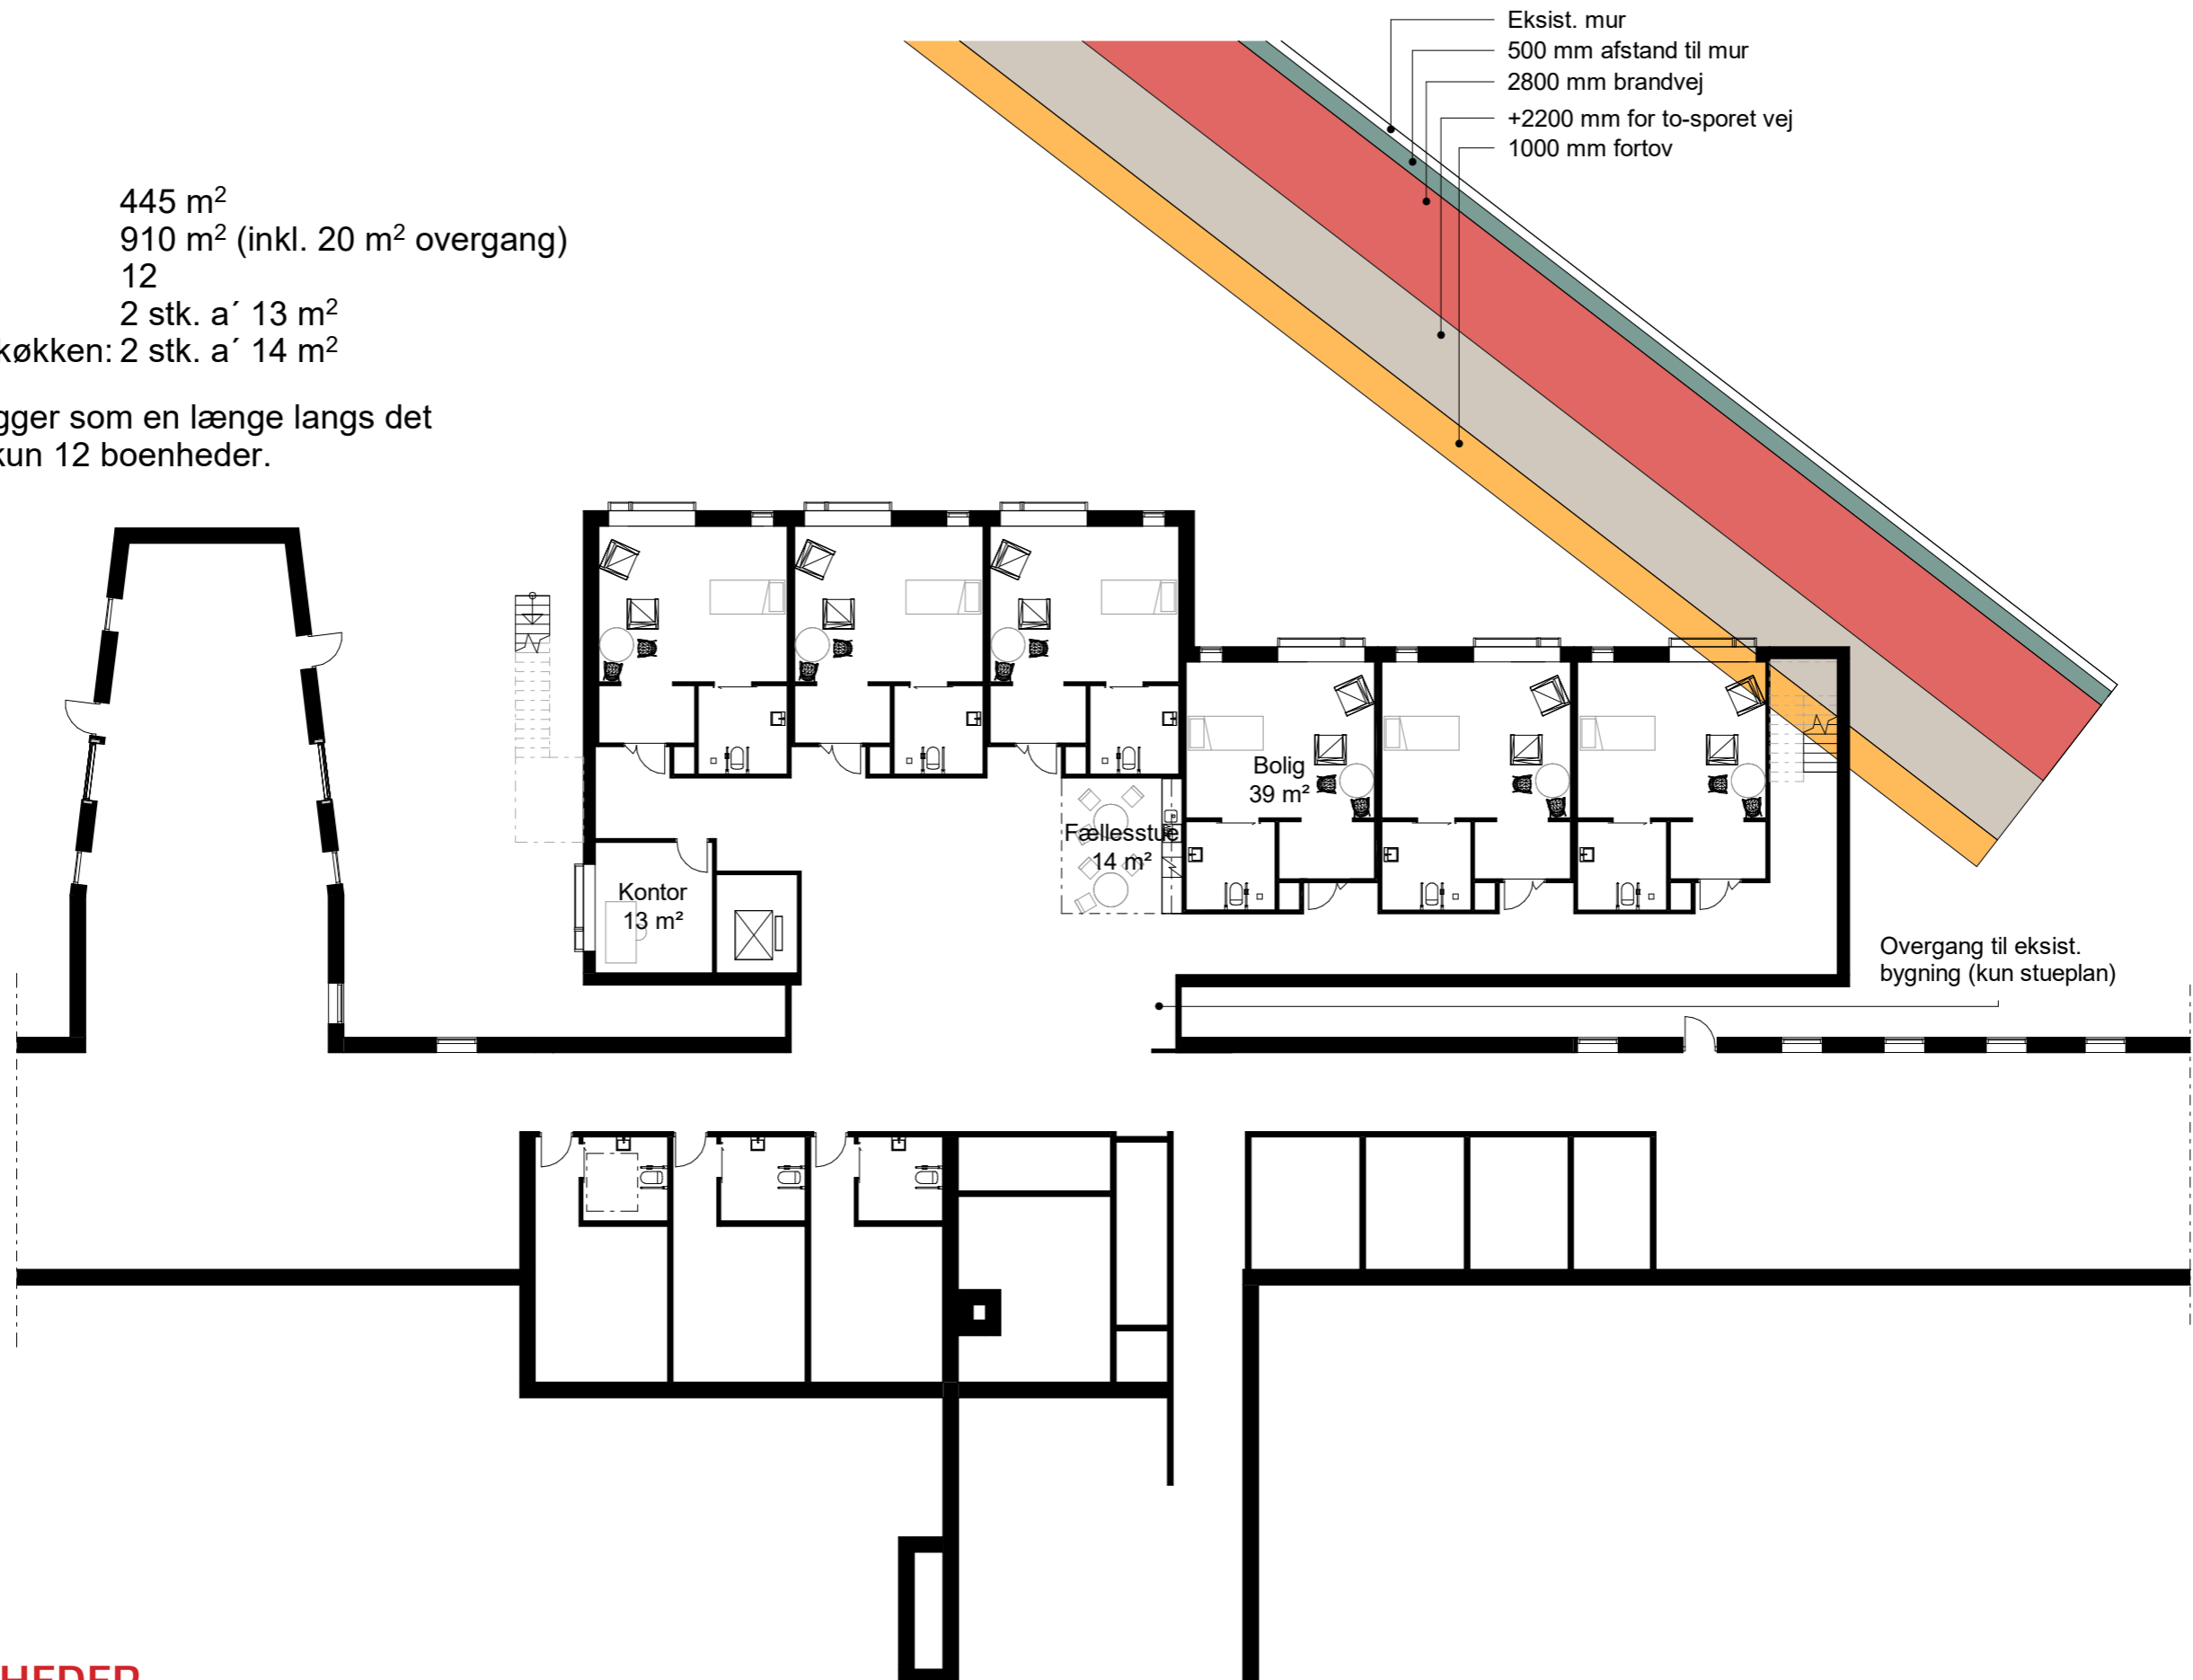 Eksist. mur
500 mm afstand til mur
2800 mm brandvej
+2200 mm for to-sporet vej
1000 mm fortov
445 m²
910 m² (inkl. 20 m² overgang)
12
2 stk. a´ 13 m²
køkken: 2 stk. a´ 14 m²
gger som en længe langs det
kun 12 boenheder.
Bolig
39 m²
Fællesstue
14 m²
Kontor
13 m²
Overgang til eksist.
bygning (kun stueplan)
HEDER